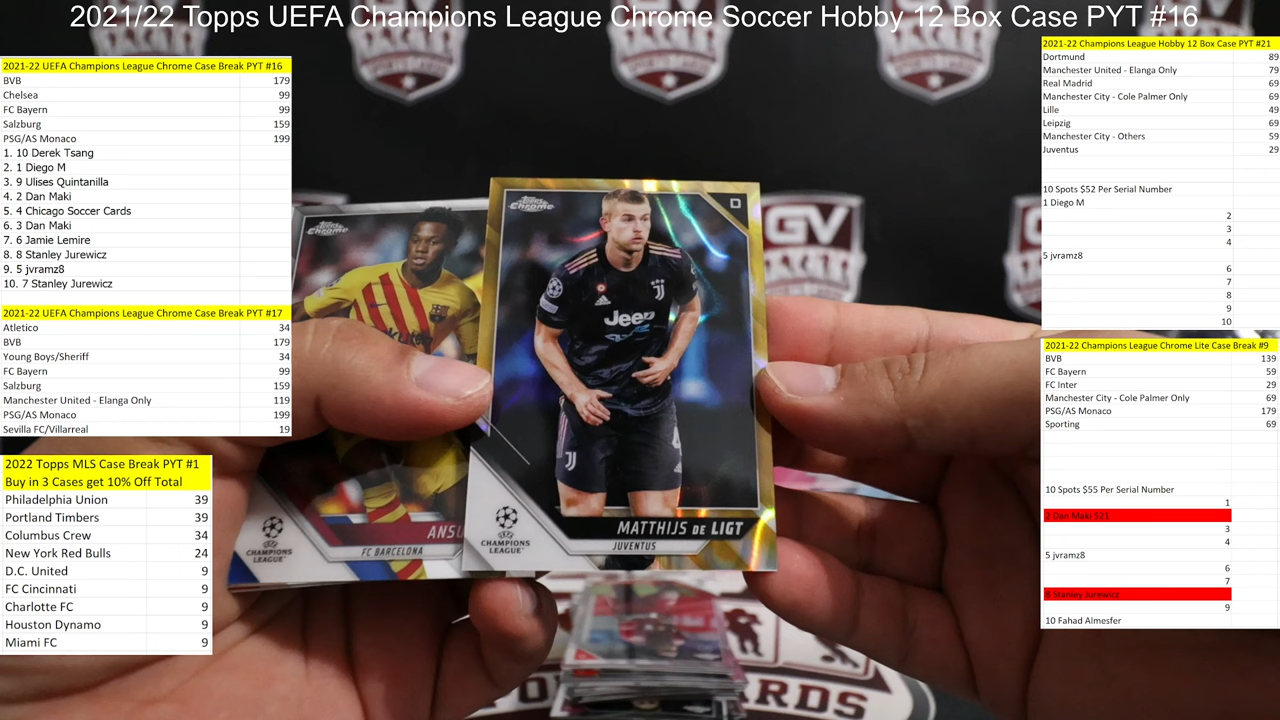 2021/22 Topps UEFA Champions League Chrome Soccer Hobby 12 Box Case PYT #16
2021-22 UEFA Champions League Chrome Case Break PYT #16
BVB 179
Chelsea 99
FC Bayern 99
Salzburg 159
PSG/AS Monaco 199
1. 10 Derek Tsang
2. 1 Diego M
3. 9 Ulises Quintanilla
4. 2 Dan Maki
5. 4 Chicago Soccer Cards
6. 3 Dan Maki
7. 6 Jamie Lemire
8. 8 Stanley Jurewicz
9. 5 jvramz8
10. 7 Stanley Jurewicz
2021-22 UEFA Champions League Chrome Case Break PYT #17
Atletico 34
BVB 179
Young Boys/Sheriff 34
FC Bayern 99
Salzburg 159
Manchester United - Elanga Only 119
PSG/AS Monaco 199
Sevilla FC/Villarreal 19
2022 Topps MLS Case Break PYT #1
Buy in 3 Cases get 10% Off Total
Philadelphia Union 39
Portland Timbers 39
Columbus Crew 34
New York Red Bulls 24
D.C. United 9
FC Cincinnati 9
Charlotte FC 9
Houston Dynamo 9
Miami FC 9
Topps Chrome
ANSU
FC BARCELONA
CHAMPIONS LEAGUE
Topps Chrome
Jeep
MATTHIJS DE LIGT
JUVENTUS
CHAMPIONS LEAGUE
GV
CARDS
2021-22 Champions League Hobby 12 Box Case PYT #21
Dortmund 89
Manchester United - Elanga Only 79
Real Madrid 69
Manchester City - Cole Palmer Only 69
Lille 49
Leipzig 69
Manchester City - Others 59
Juventus 29
10 Spots $52 Per Serial Number
1 Diego M
2
3
4
5 jvramz8
6
7
8
9
10
2021-22 Champions League Chrome Lite Case Break #9
BVB 139
FC Bayern 59
FC Inter 29
Manchester City - Cole Palmer Only 69
PSG/AS Monaco 179
Sporting 69
10 Spots $55 Per Serial Number
1
2 Dan Maki 521
3
4
5 jvramz8
6
7
8 Stanley Jurewicz
9
10 Fahad Almesfer